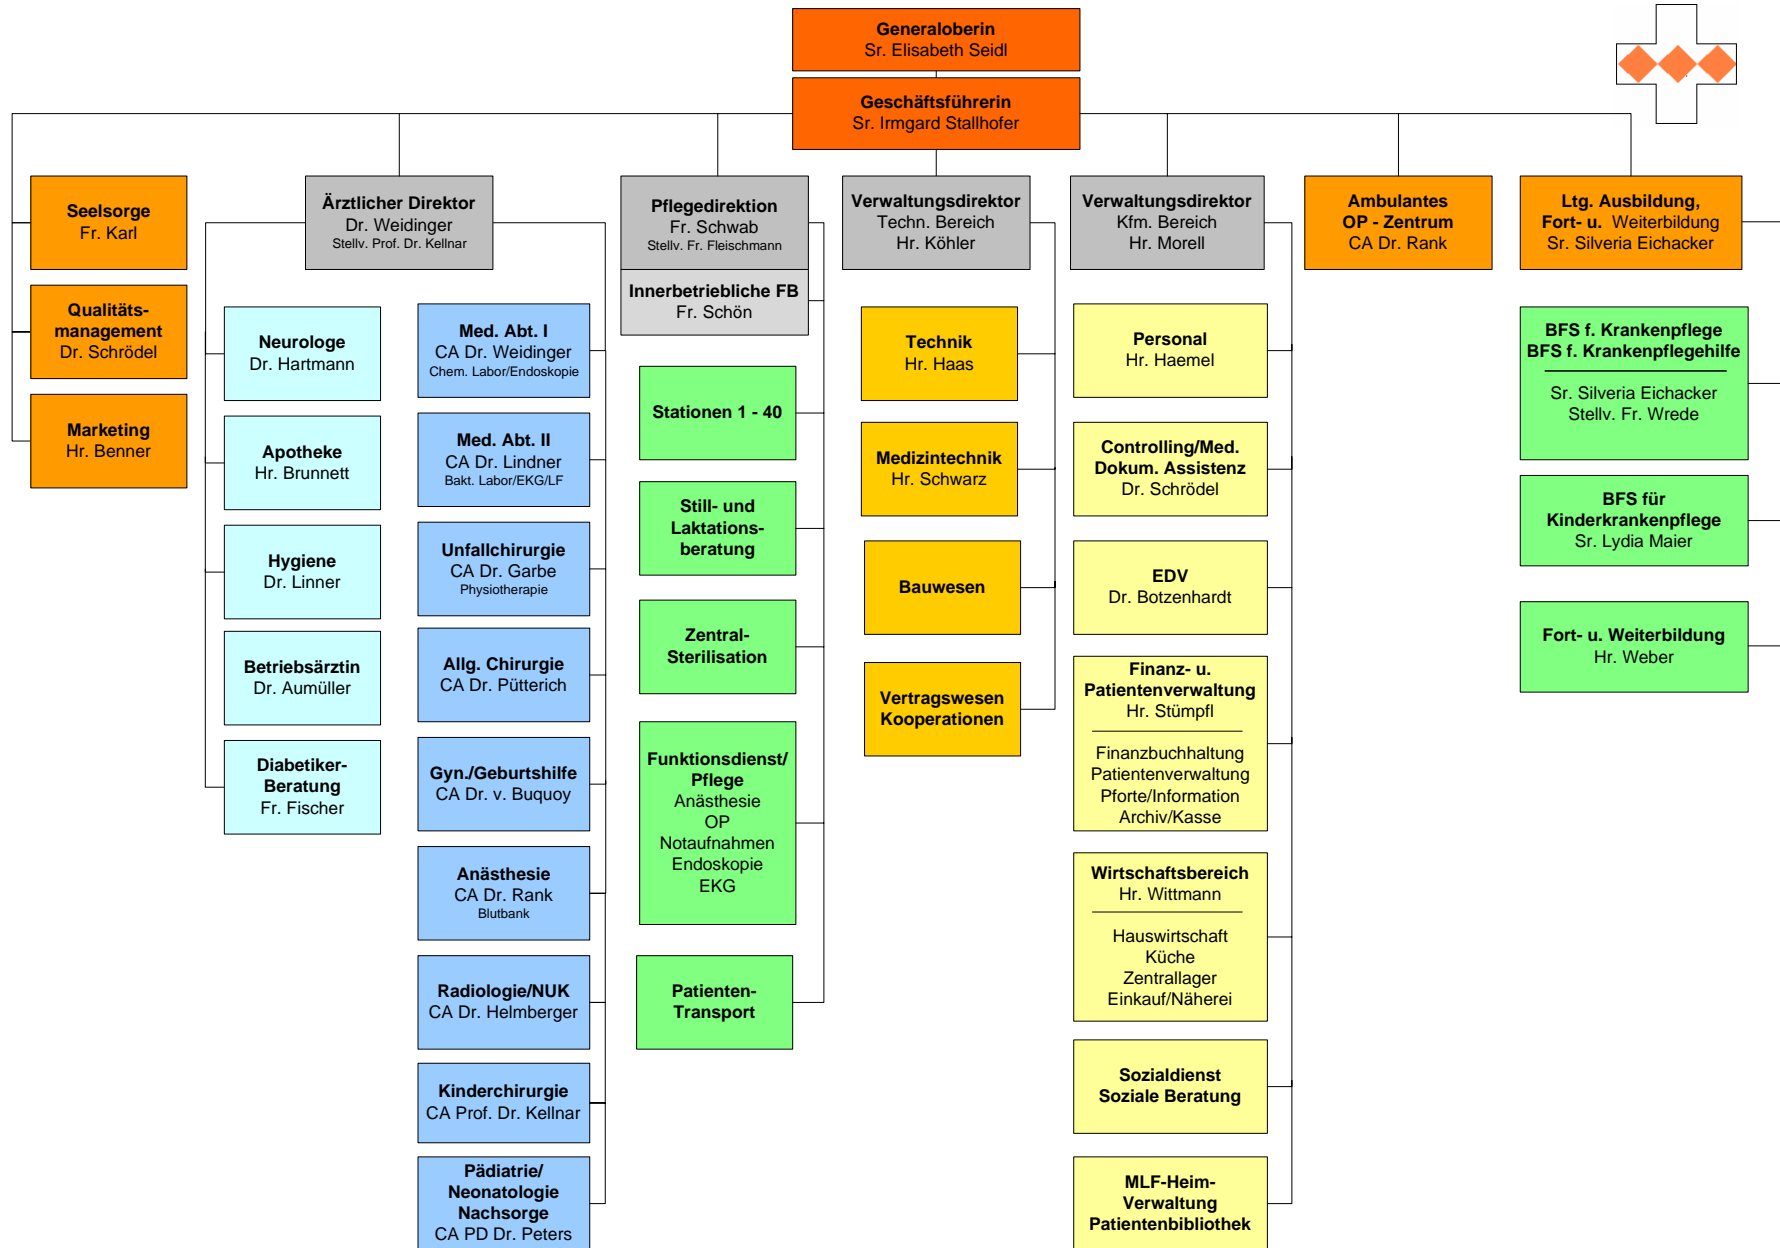 Generaloberin
Sr. Elisabeth Seidl
Geschäftsführerin
Sr. Irmgard Stallhofer
Seelsorge
Fr. Karl
Qualitäts-
management
Dr. Schrödel
Marketing
Hr. Benner
Ärztlicher Direktor
Dr. Weidinger
Stellv. Prof. Dr. Kellnar
Neurologe
Dr. Hartmann
Apotheke
Hr. Brunnett
Hygiene
Dr. Linner
Betriebsärztin
Dr. Aumüller
Diabetiker-
Beratung
Fr. Fischer
Med. Abt. I
CA Dr. Weidinger
Chem. Labor/Endoskopie
Med. Abt. II
CA Dr. Lindner
Bakt. Labor/EKG/LF
Unfallchirurgie
CA Dr. Garbe
Physiotherapie
Allg. Chirurgie
CA Dr. Pütterich
Gyn./Geburtshilfe
CA Dr. v. Buquoy
Anästhesie
CA Dr. Rank
Blutbank
Radiologie/NUK
CA Dr. Helmberger
Kinderchirurgie
CA Prof. Dr. Kellnar
Pädiatrie/
Neonatologie
Nachsorge
CA PD Dr. Peters
Pflegedirektion
Fr. Schwab
Stellv. Fr. Fleischmann
Innerbetriebliche FB
Fr. Schön
Stationen 1 - 40
Still- und
Laktations-
beratung
Zentral-
Sterilisation
Funktionsdienst/
Pflege
Anästhesie
OP
Notaufnahmen
Endoskopie
EKG
Patienten-
Transport
Verwaltungsdirektor
Techn. Bereich
Hr. Köhler
Technik
Hr. Haas
Medizintechnik
Hr. Schwarz
Bauwesen
Vertragswesen
Kooperationen
Verwaltungsdirektor
Kfm. Bereich
Hr. Morell
Personal
Hr. Haemel
Controlling/Med.
Dokum. Assistenz
Dr. Schrödel
EDV
Dr. Botzenhardt
Finanz- u.
Patientenverwaltung
Hr. Stümpfl
Finanzbuchhaltung
Patientenverwaltung
Pforte/Information
Archiv/Kasse
Wirtschaftsbereich
Hr. Wittmann
Hauswirtschaft
Küche
Zentrallager
Einkauf/Näherei
Sozialdienst
Soziale Beratung
MLF-Heim-
Verwaltung
Patientenbibliothek
Ambulantes
OP - Zentrum
CA Dr. Rank
Ltg. Ausbildung,
Fort- u. Weiterbildung
Sr. Silveria Eichacker
BFS f. Krankenpflege
BFS f. Krankenpflegehilfe
Sr. Silveria Eichacker
Stellv. Fr. Wrede
BFS für
Kinderkrankenpflege
Sr. Lydia Maier
Fort- u. Weiterbildung
Hr. Weber